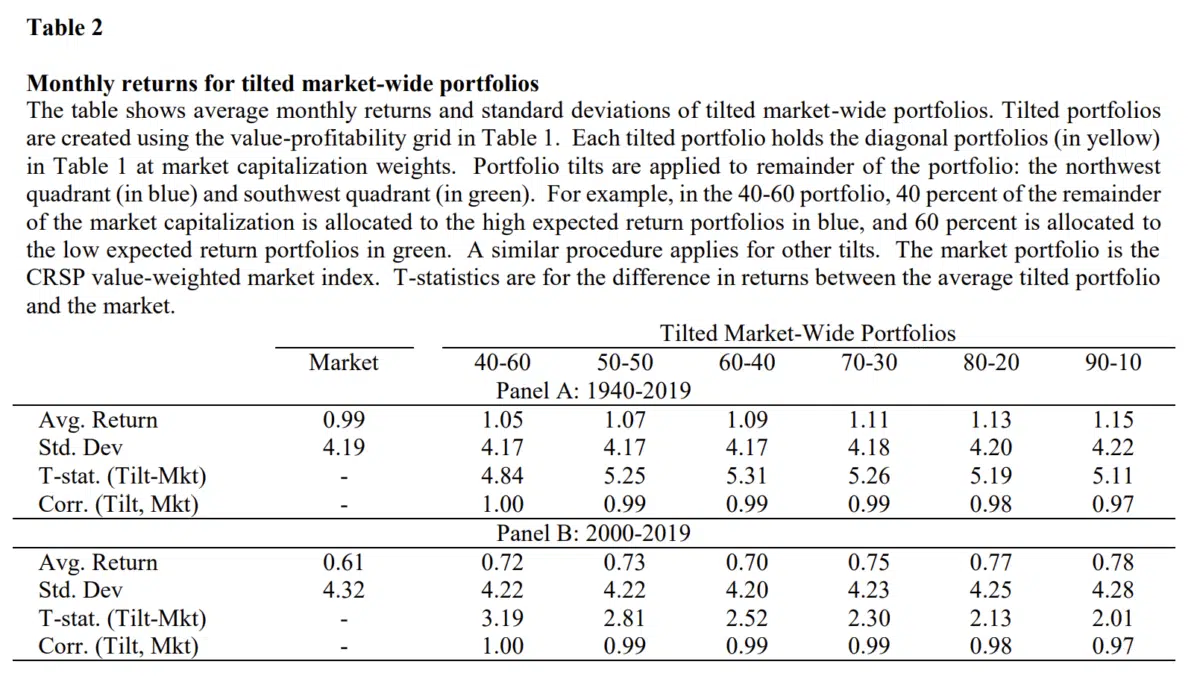 Table 2
Monthly returns for tilted market-wide portfolios
The table shows average monthly returns and standard deviations of tilted market-wide portfolios. Tilted portfolios
are created using the value-profitability grid in Table 1. Each tilted portfolio holds the diagonal portfolios (in yellow)
in Table 1 at market capitalization weights. Portfolio tilts are applied to remainder of the portfolio: the northwest
quadrant (in blue) and southwest quadrant (in green). For example, in the 40-60 portfolio, 40 percent of the remainder
of the market capitalization is allocated to the high expected return portfolios in blue, and 60 percent is allocated to
the low expected return portfolios in green. A similar procedure applies for other tilts. The market portfolio is the
CRSP value-weighted market index. T-statistics are for the difference in returns between the average tilted portfolio
and the market.
Tilted Market-Wide Portfolios
Market 40-60 50-50 60-40 70-30 80-20 90-10
Panel A: 1940-2019
Avg. Return 0.99 1.05 1.07 1.09 1.11 1.13 1.15
Std. Dev 4.19 4.17 4.17 4.17 4.18 4.20 4.22
T-stat. (Tilt-Mkt) - 4.84 5.25 5.31 5.26 5.19 5.11
Corr. (Tilt, Mkt) - 1.00 0.99 0.99 0.99 0.98 0.97
Panel B: 2000-2019
Avg. Return 0.61 0.72 0.73 0.70 0.75 0.77 0.78
Std. Dev 4.32 4.22 4.22 4.20 4.23 4.25 4.28
T-stat. (Tilt-Mkt) - 3.19 2.81 2.52 2.30 2.13 2.01
Corr. (Tilt, Mkt) - 1.00 0.99 0.99 0.99 0.98 0.97